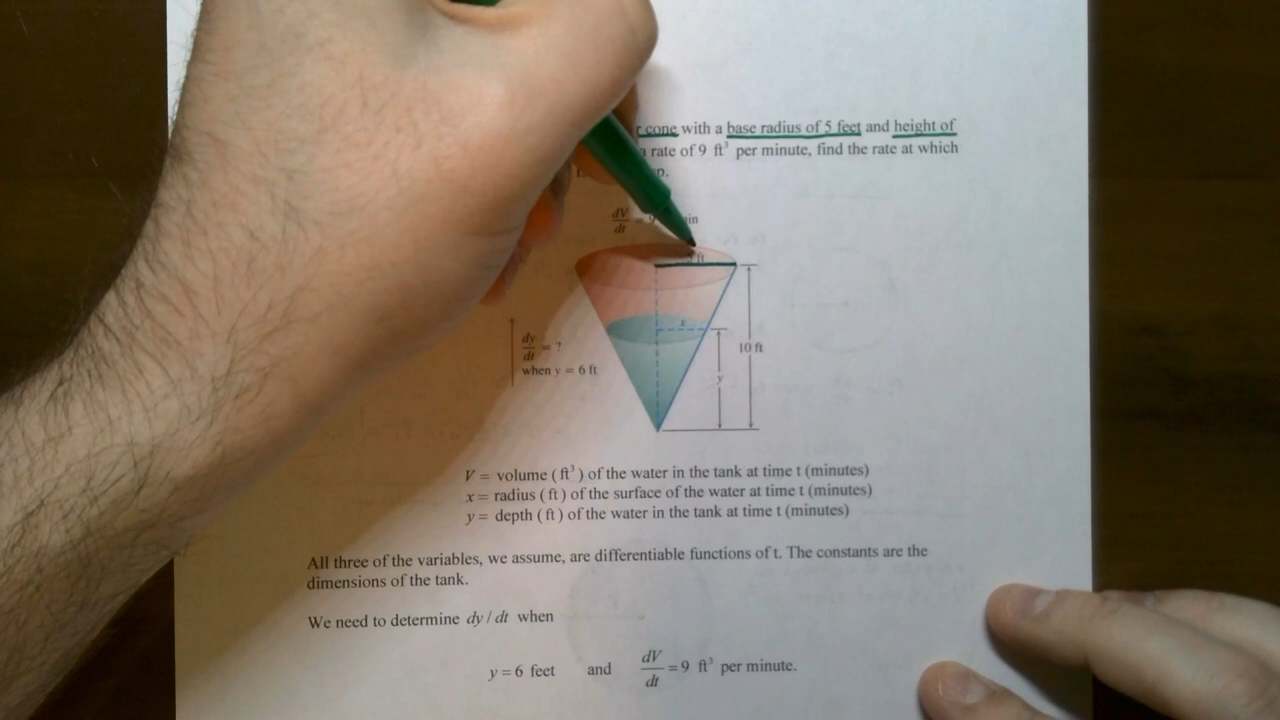 r cone with a base radius of 5 feet and height of
rate of 9 ft³ per minute, find the rate at which
p.
dV/dt = 9 in
5 ft
x
10 ft
dy/dt = ?
when y = 6 ft
y
V = volume ( ft³ ) of the water in the tank at time t (minutes)
x = radius ( ft ) of the surface of the water at time t (minutes)
y = depth ( ft ) of the water in the tank at time t (minutes)
All three of the variables, we assume, are differentiable functions of t. The constants are the
dimensions of the tank.
We need to determine dy / dt when
y = 6 feet and dV/dt = 9 ft³ per minute.